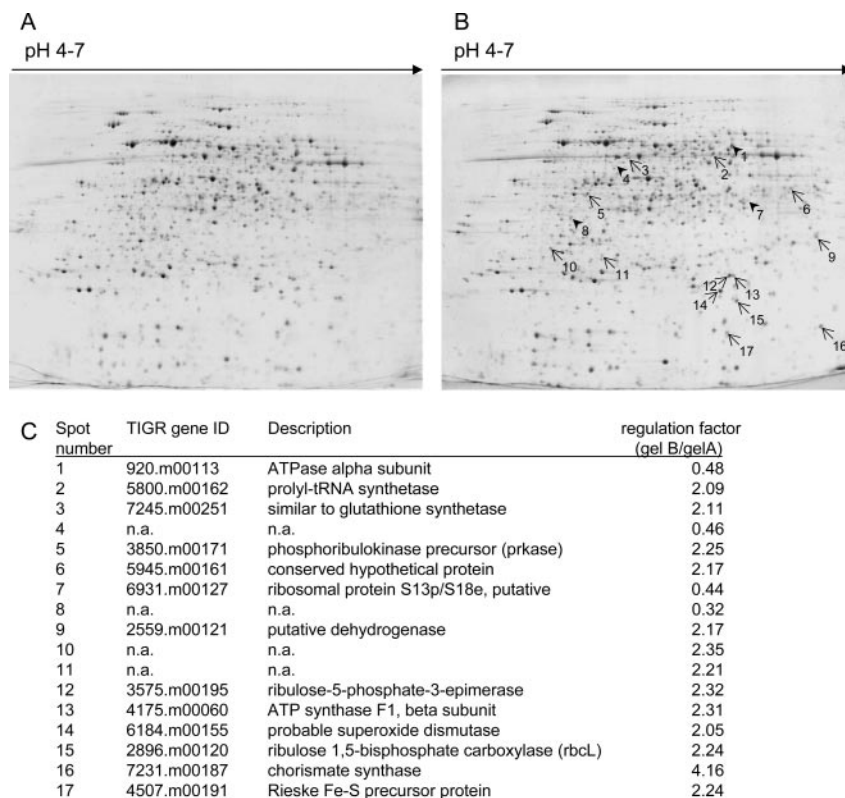 A
B
pH 4-7
pH 4-7
1
2
3
4
5
6
7
8
9
10
11
12
13
14
15
16
17
C Spot number TIGR gene ID Description regulation factor (gel B/gelA)
1 920.m00113 ATPase alpha subunit 0.48
2 5800.m00162 prolyl-tRNA synthetase 2.09
3 7245.m00251 similar to glutathione synthetase 2.11
4 n.a. n.a. 0.46
5 3850.m00171 phosphoribulokinase precursor (prkase) 2.25
6 5945.m00161 conserved hypothetical protein 2.17
7 6931.m00127 ribosomal protein S13p/S18e, putative 0.44
8 n.a. n.a. 0.32
9 2559.m00121 putative dehydrogenase 2.17
10 n.a. n.a. 2.35
11 n.a. n.a. 2.21
12 3575.m00195 ribulose-5-phosphate-3-epimerase 2.32
13 4175.m00060 ATP synthase F1, beta subunit 2.31
14 6184.m00155 probable superoxide dismutase 2.05
15 2896.m00120 ribulose 1,5-bisphosphate carboxylase (rbcL) 2.24
16 7231.m00187 chorismate synthase 4.16
17 4507.m00191 Rieske Fe-S precursor protein 2.24